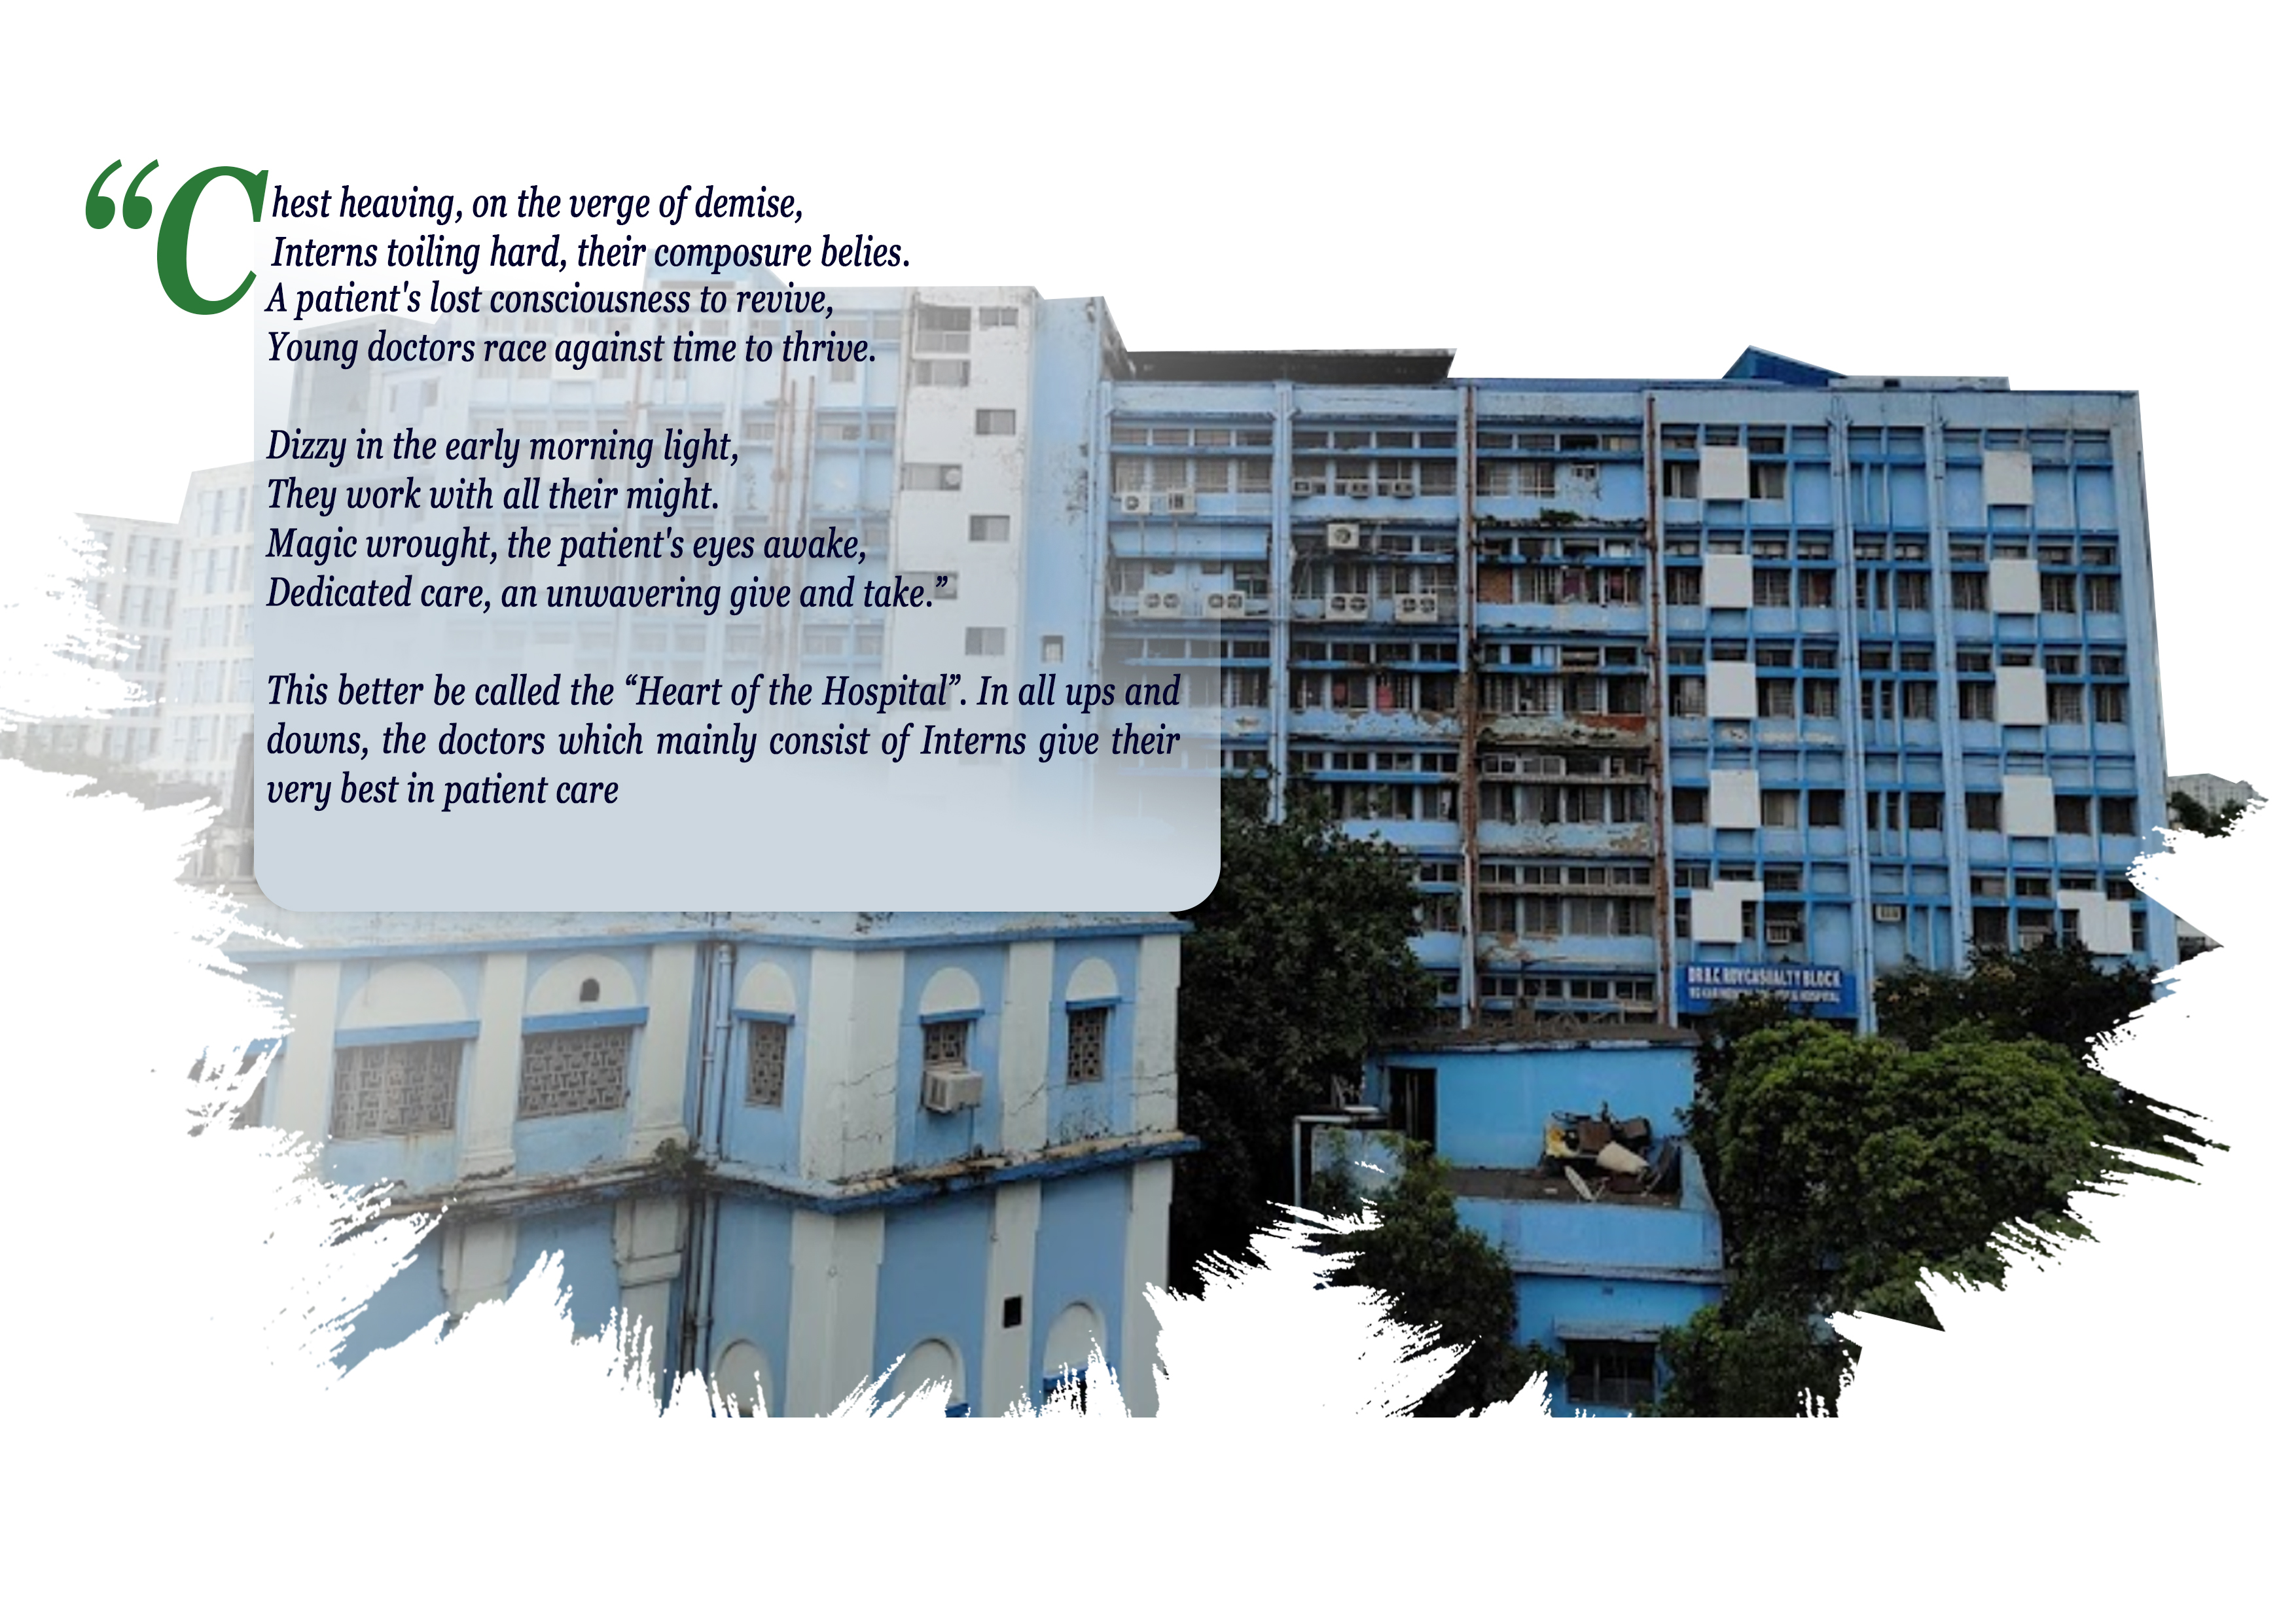 “Chest heaving, on the verge of demise,
Interns toiling hard, their composure belies.
A patient's lost consciousness to revive,
Young doctors race against time to thrive.
Dizzy in the early morning light,
They work with all their might.
Magic wrought, the patient's eyes awake,
Dedicated care, an unwavering give and take.”
This better be called the “Heart of the Hospital”. In all ups and
downs, the doctors which mainly consist of Interns give their
very best in patient care
DR.B.C. ROY CASUALTY BLOCK
HOSPITAL